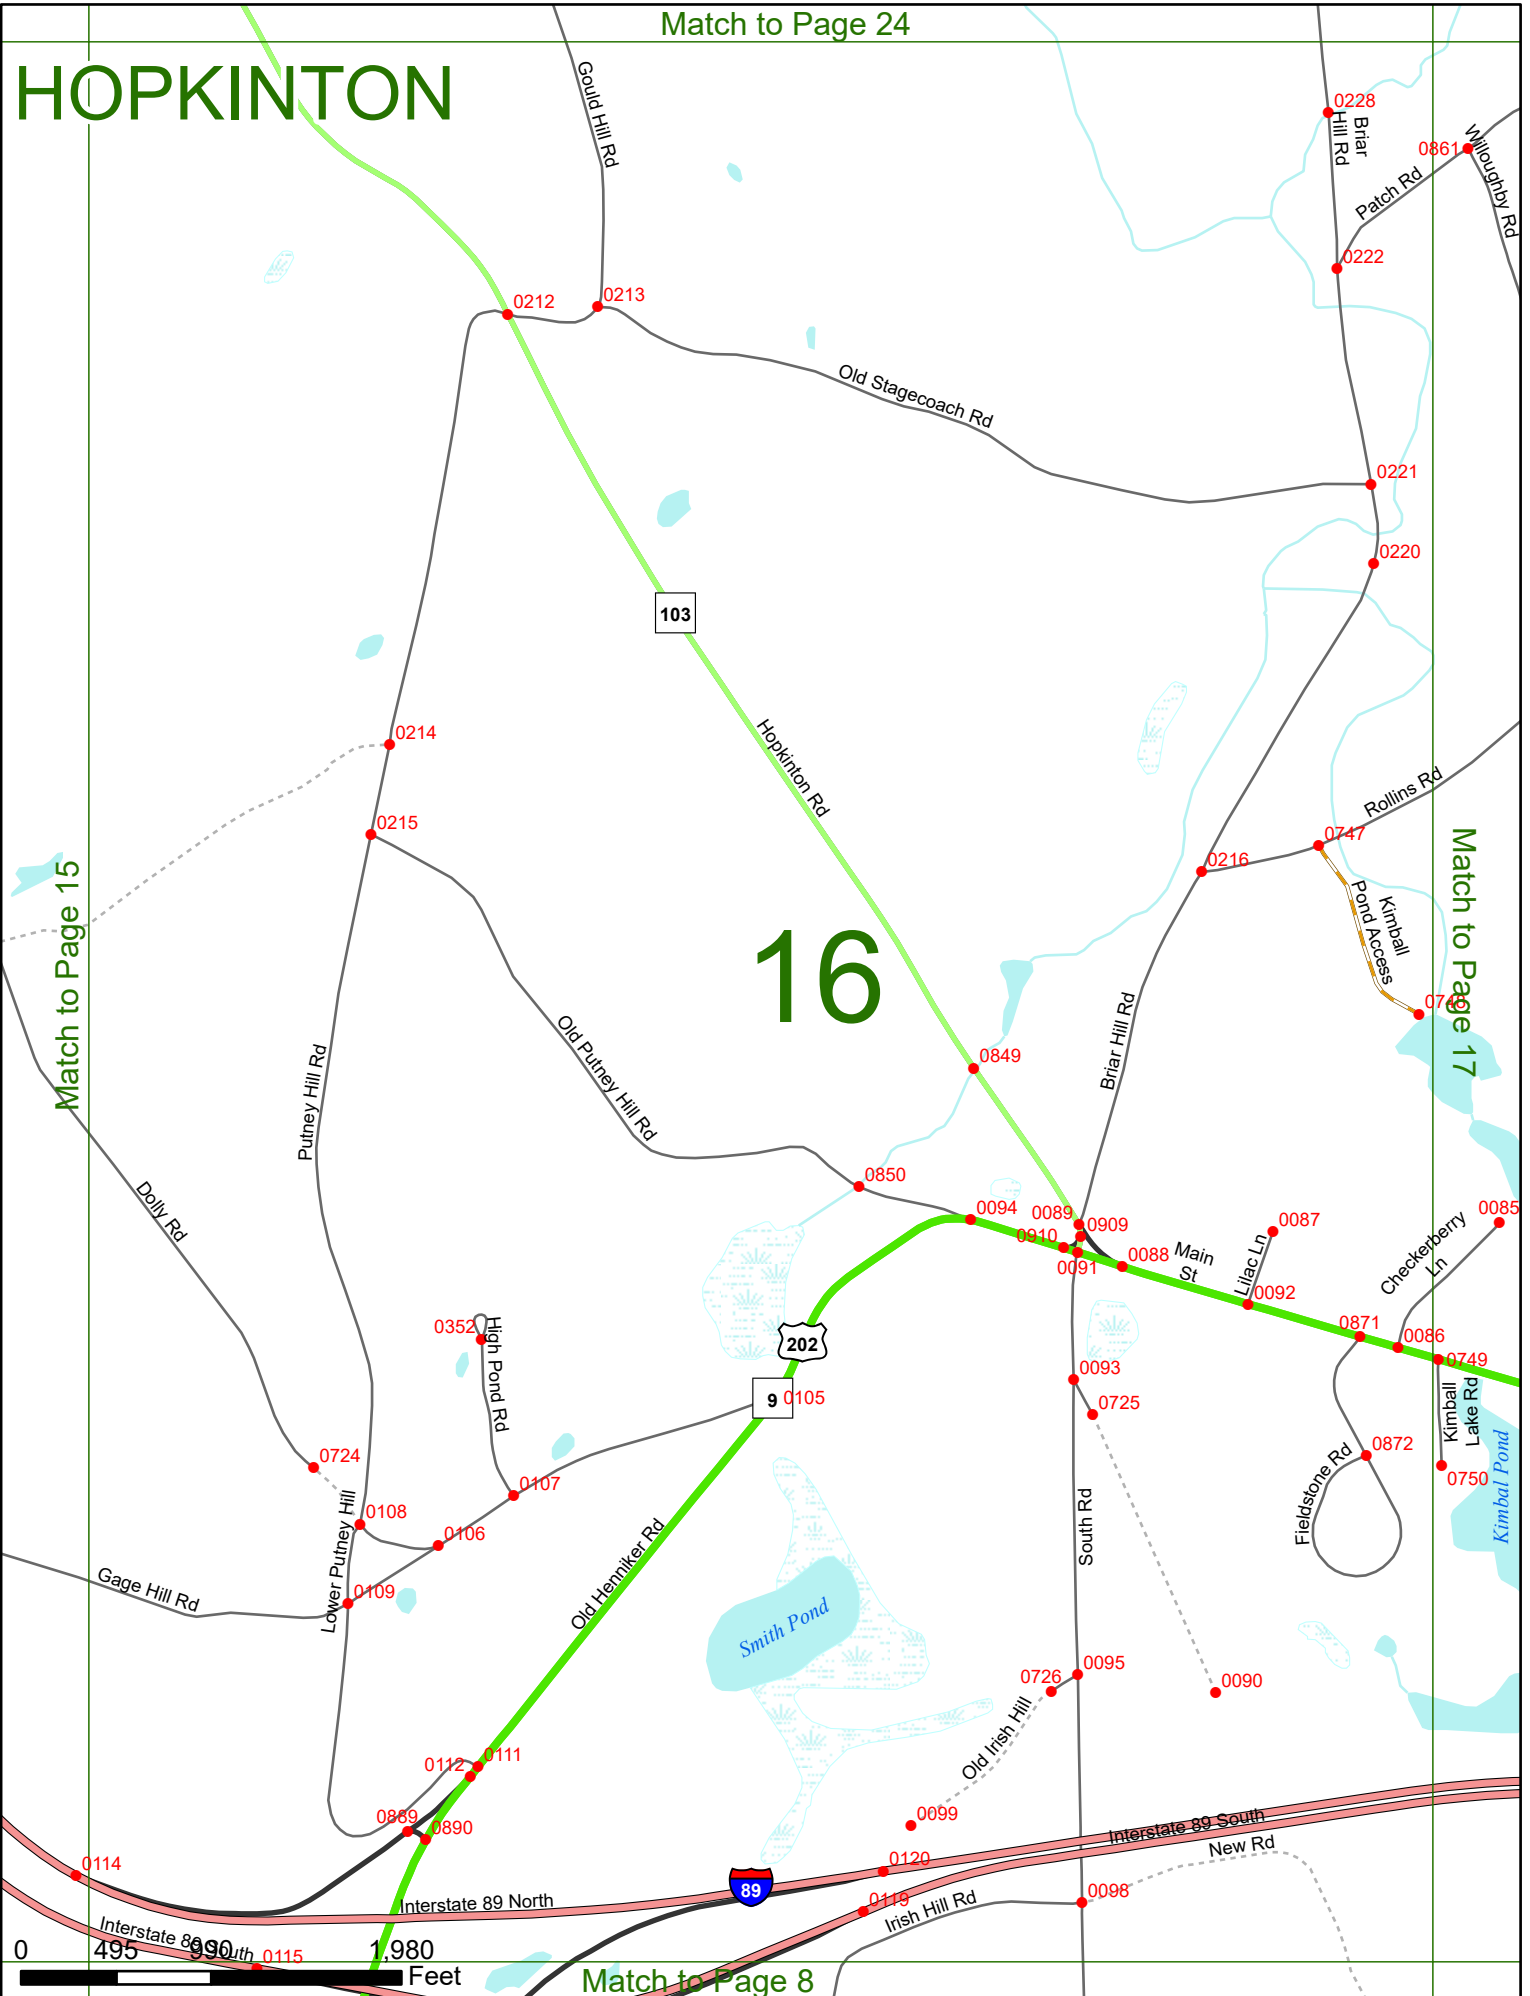 Match to Page 24
HOPKINTON
Gould Hill Rd
0228
Briar
Hill Rd
0861
Willoughby Rd
Patch Rd
0222
0212
0213
Old Stagecoach Rd
0221
0220
103
Hopkinton Rd
0214
0215
Rollins Rd
0747
0216
Kimball
Pond Access
0748
Match to Page 15
Match to Page 17
16
Putney Hill Rd
Old Putney Hill Rd
Briar Hill Rd
0849
0850
Dolly Rd
0094
0089
0909
0910
0091
0088
Main
St
Lilac Ln
0087
0092
Checkerberry
Ln
0085
0871
0086
0749
Kimball
Lake Rd
0750
Kimbal Pond
0352
High Pond Rd
202
9
0105
0093
0725
0872
Fieldstone Rd
0724
0107
0108
0106
Lower Putney Hill
0109
Gage Hill Rd
Old Henniker Rd
South Rd
Smith Pond
0095
0726
0090
Old Irish Hill
0099
0111
0112
0889
0890
0114
Interstate 89 South
New Rd
0120
89
Interstate 89 North
0119
Irish Hill Rd
0098
Interstate 89 South
0115
0
495
990
1,980
Feet
Match to Page 8